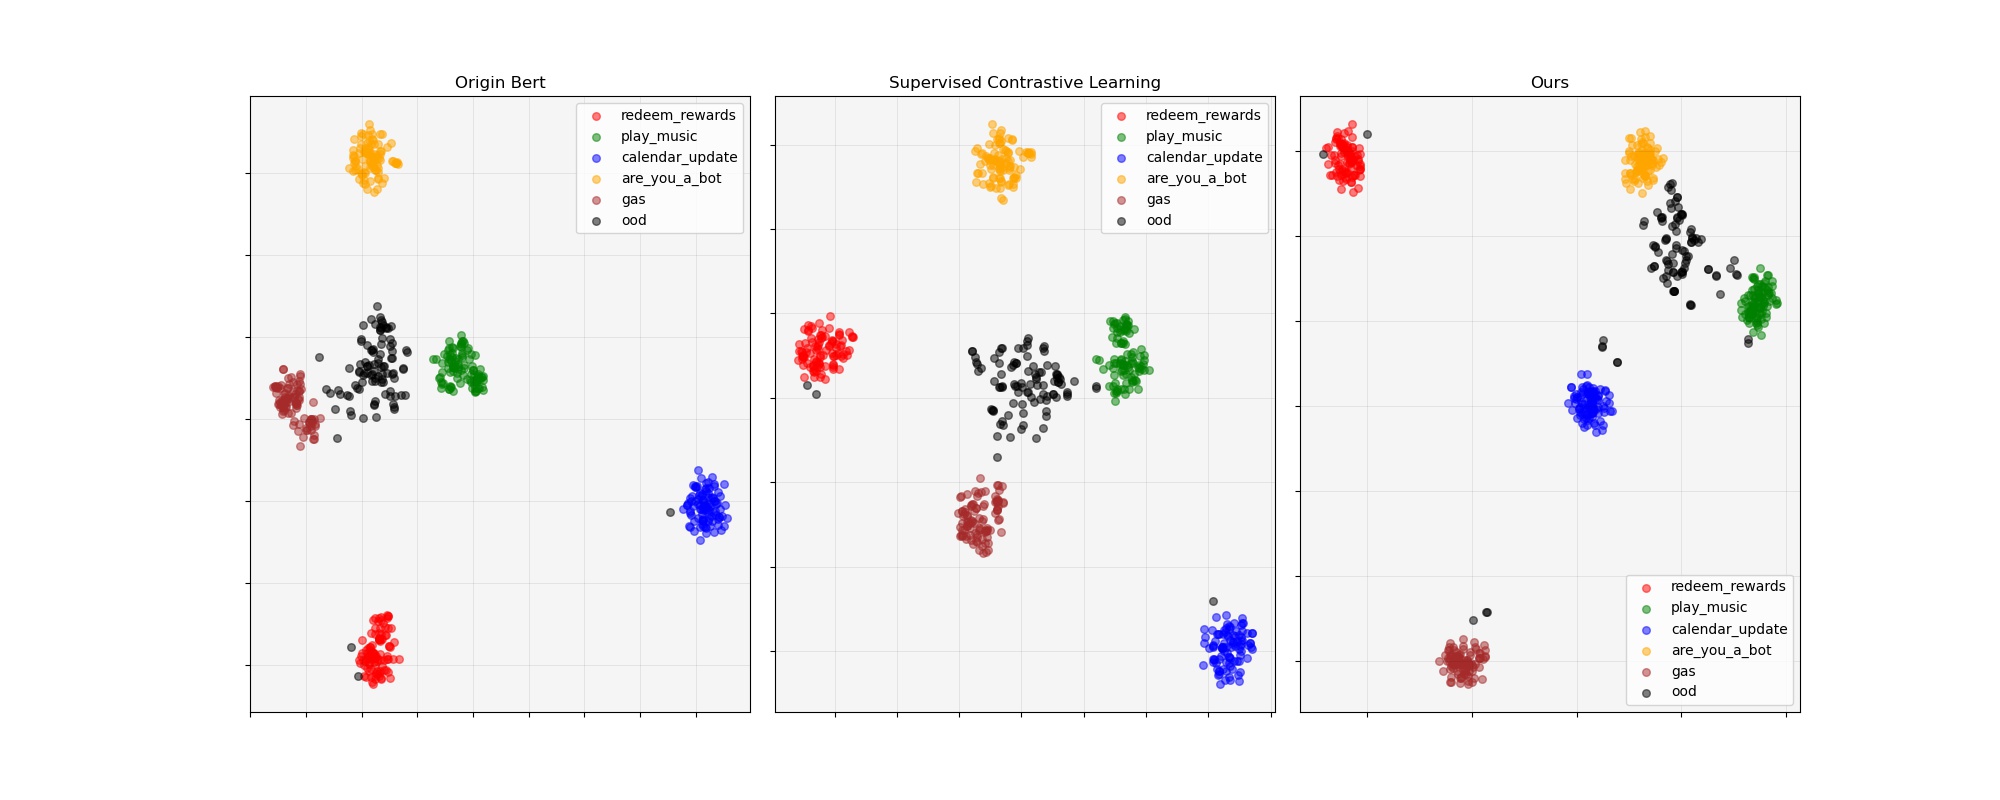 Origin Bert
redeem_rewards
play_music
calendar_update
are_you_a_bot
gas
ood
Supervised Contrastive Learning
redeem_rewards
play_music
calendar_update
are_you_a_bot
gas
ood
Ours
redeem_rewards
play_music
calendar_update
are_you_a_bot
gas
ood